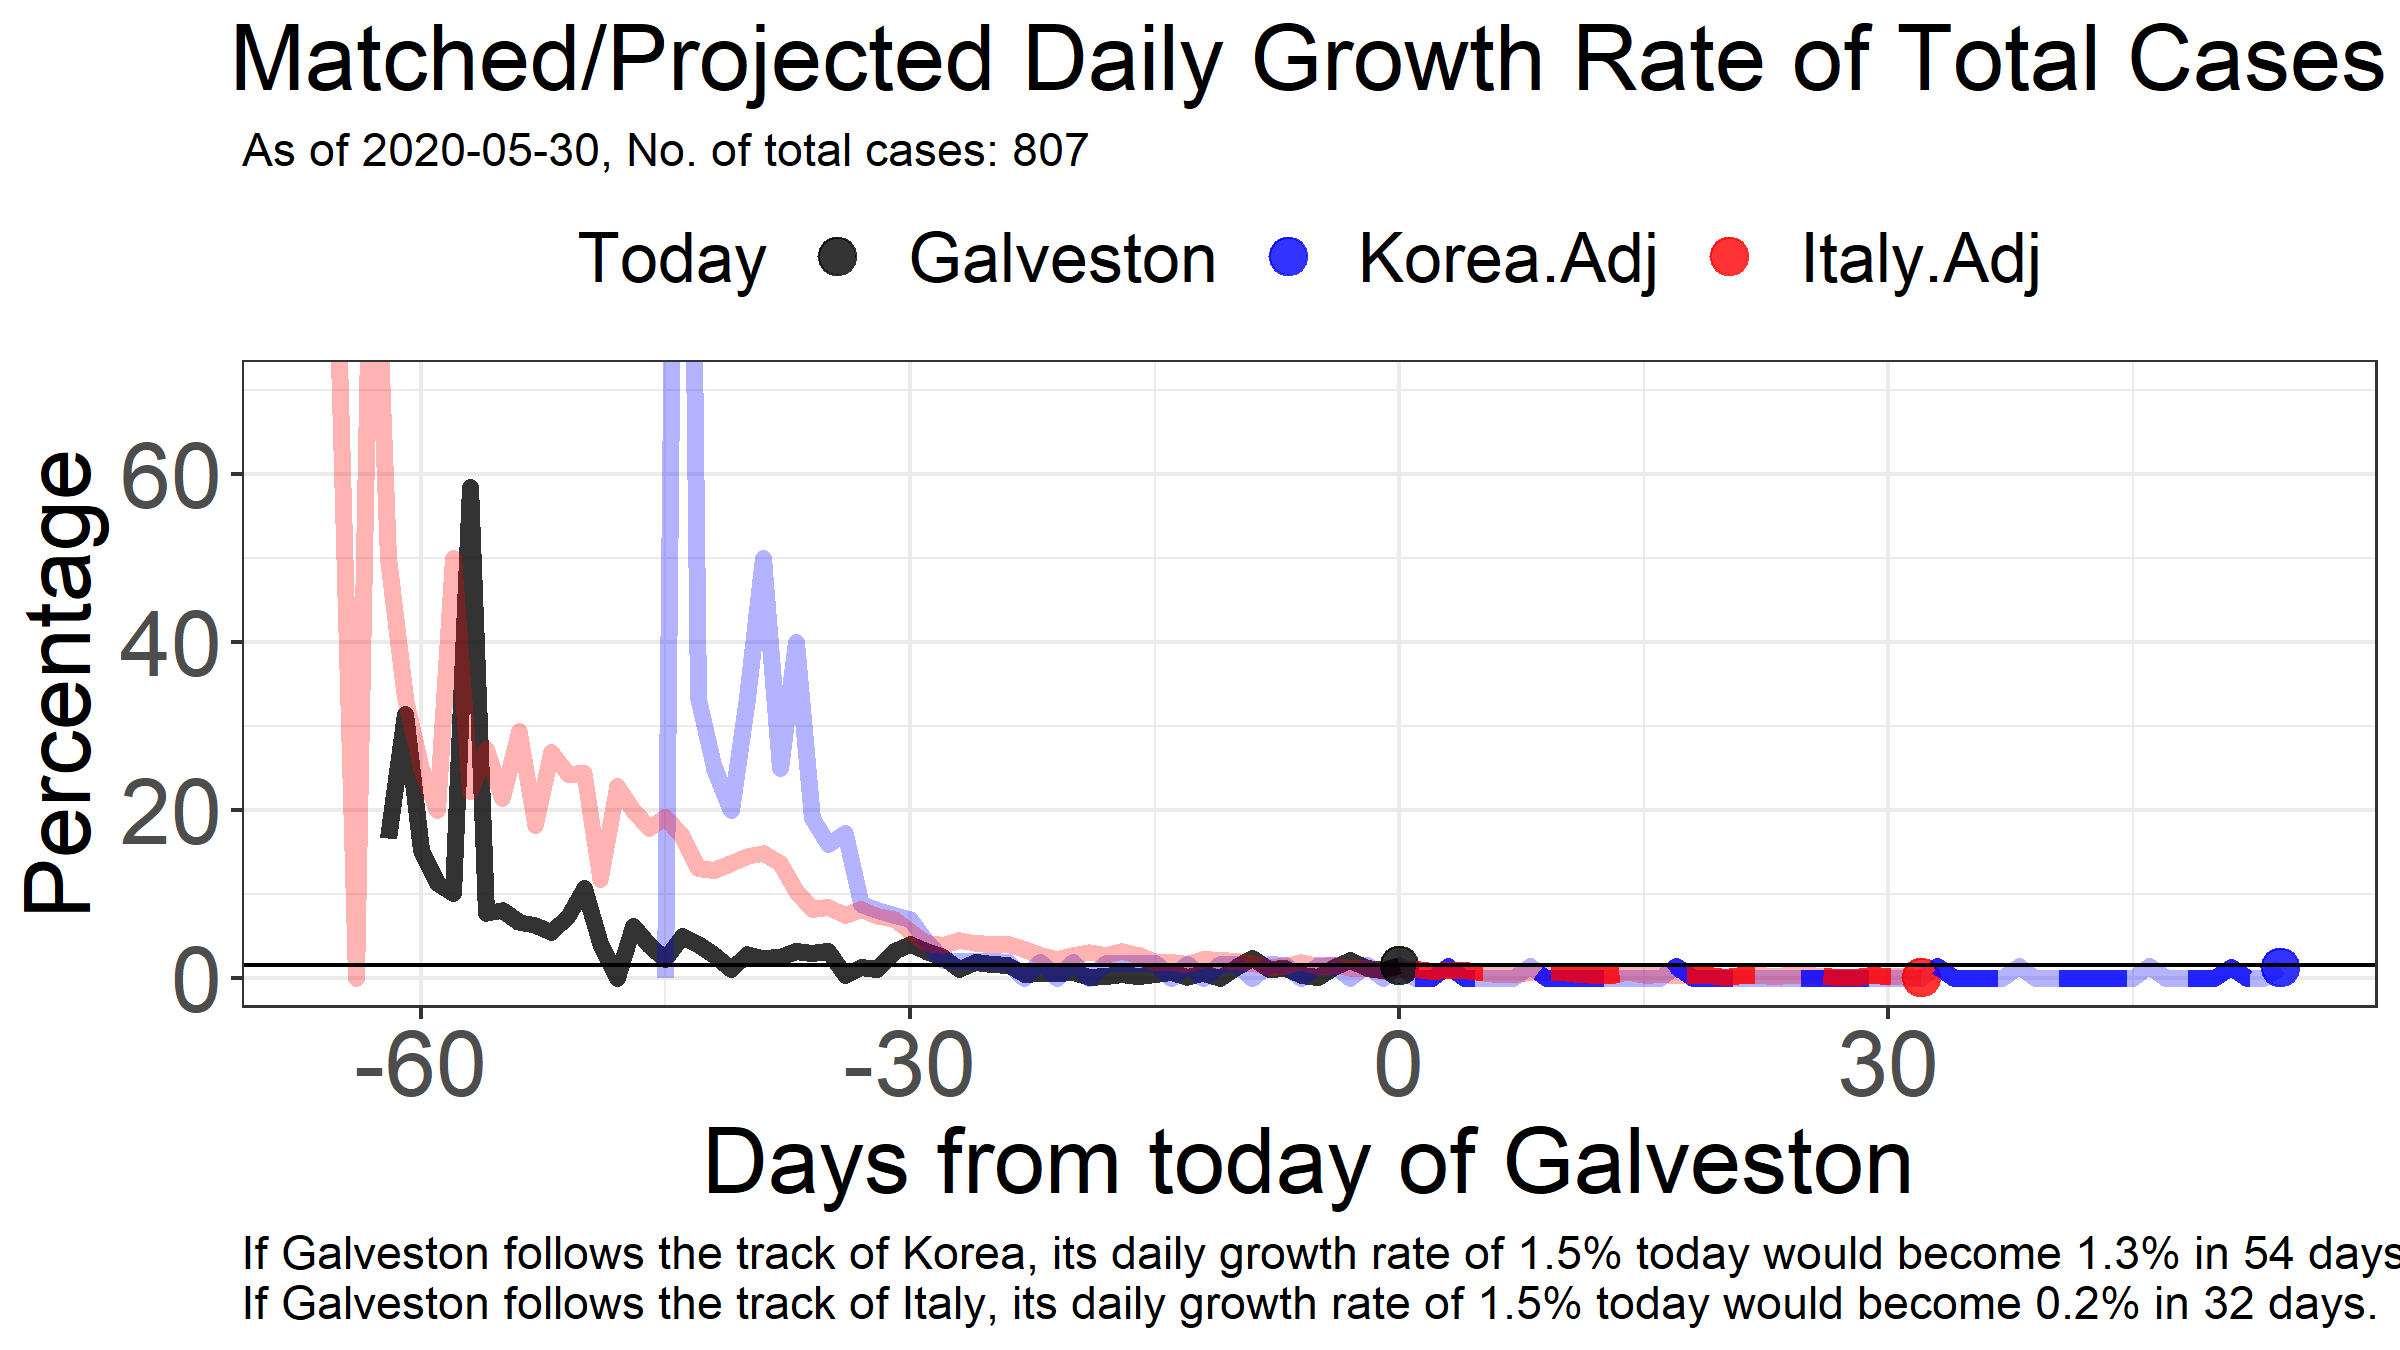 Matched/Projected Daily Growth Rate of Total Cases
As of 2020-05-30, No. of total cases: 807
Today Galveston Korea.Adj Italy.Adj
Percentage
60
40
20
0
-60 -30 0 30
Days from today of Galveston
If Galveston follows the track of Korea, its daily growth rate of 1.5% today would become 1.3% in 54 days
If Galveston follows the track of Italy, its daily growth rate of 1.5% today would become 0.2% in 32 days.